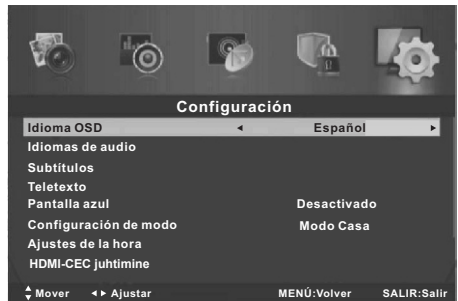 Configuración
Idioma OSD ◄ Español ►
Idiomas de audio
Subtítulos
Teletexto
Pantalla azul Desactivado
Configuración de modo Modo Casa
Ajustes de la hora
HDMI-CEC juhtimine
Mover ◄► Ajustar MENÚ:Volver SALIR:Salir